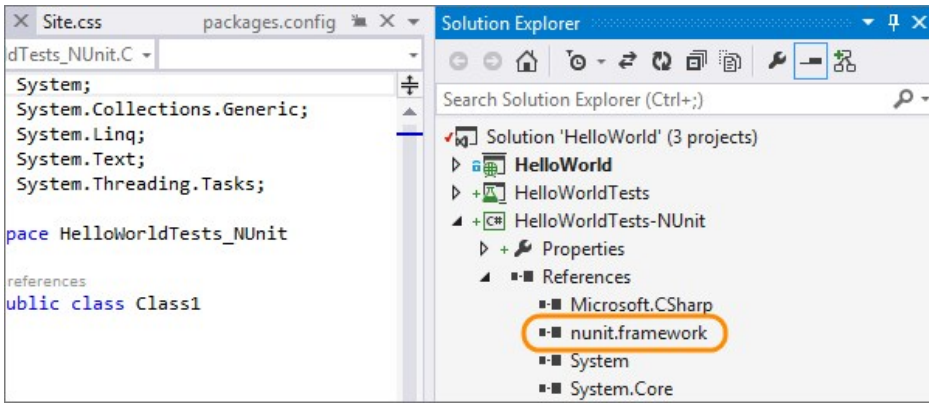 Site.css
packages.config
dTests_NUnit.C
System;
System.Collections.Generic;
System.Linq;
System.Text;
System.Threading.Tasks;
pace HelloWorldTests_NUnit
references
ublic class Class1
Solution Explorer
Search Solution Explorer (Ctrl+;)
Solution 'HelloWorld' (3 projects)
HelloWorld
HelloWorldTests
C# HelloWorldTests-NUnit
Properties
References
Microsoft.CSharp
nunit.framework
System
System.Core